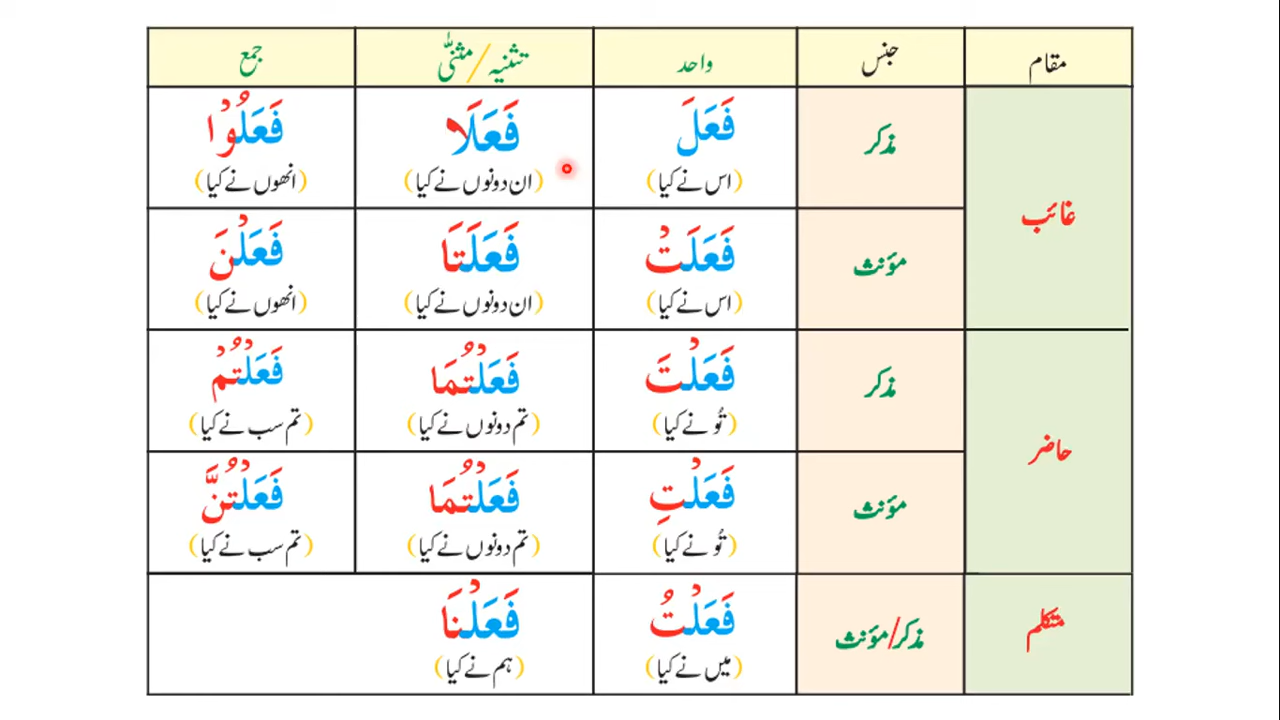 مقام جنس واحد تثنیہ/مثنّٰی جمع
غائب مذکر فَعَلَ فَعَلَا فَعَلُوْا
(اس نے کیا) (ان دونوں نے کیا) (انھوں نے کیا)
مؤنث فَعَلَتْ فَعَلَتَا فَعَلْنَ
(اس نے کیا) (ان دونوں نے کیا) (انھوں نے کیا)
حاضر مذکر فَعَلْتَ فَعَلْتُمَا فَعَلْتُمْ
(تُو نے کیا) (تم دونوں نے کیا) (تم سب نے کیا)
مؤنث فَعَلْتِ فَعَلْتُمَا فَعَلْتُنَّ
(تُو نے کیا) (تم دونوں نے کیا) (تم سب نے کیا)
متکلم مذکر/مؤنث فَعَلْتُ فَعَلْنَا
(میں نے کیا) (ہم نے کیا)